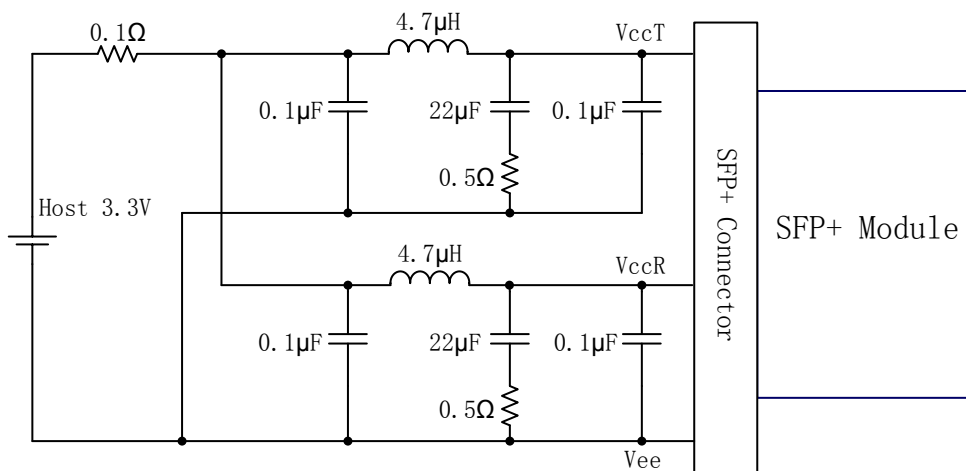 4.7μH
0.1Ω
VccT
0.1μF
22μF
0.1μF
0.5Ω
SFP+ Connector
Host 3.3V
SFP+ Module
4.7μH
VccR
0.1μF
22μF
0.1μF
0.5Ω
Vee